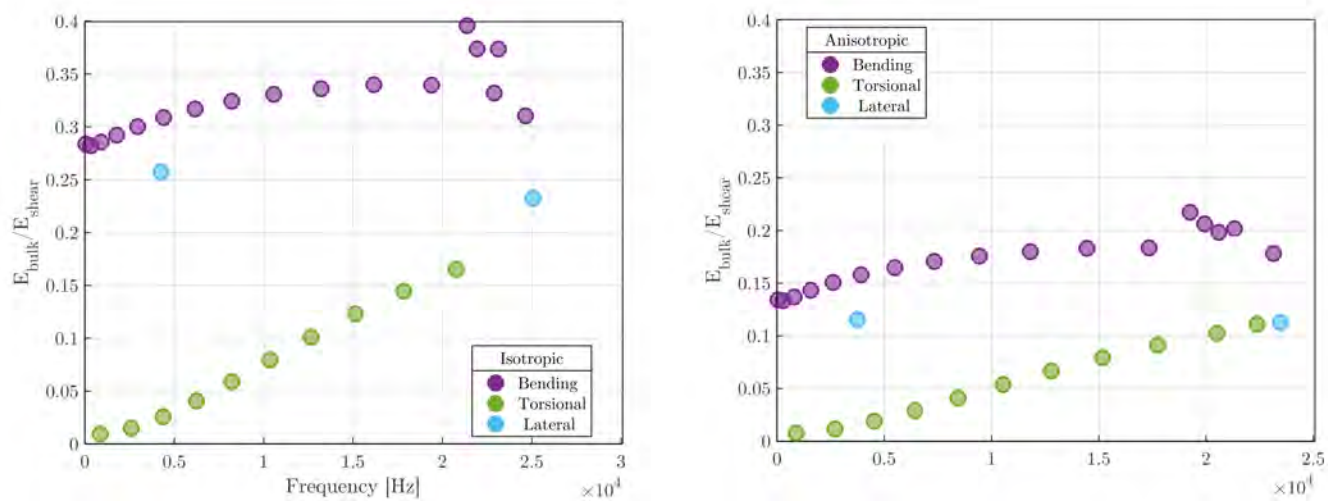 0.4
0.35
0.3
0.25
0.2
0.15
0.1
0.05
0
E_bulk/E_shear
Isotropic
Bending
Torsional
Lateral
0 0.5 1 1.5 2 2.5 3
Frequency [Hz]
×10^4
0.4
0.35
0.3
0.25
0.2
0.15
0.1
0.05
0
E_bulk/E_shear
Anisotropic
Bending
Torsional
Lateral
0 0.5 1 1.5 2 2.5
×10^4